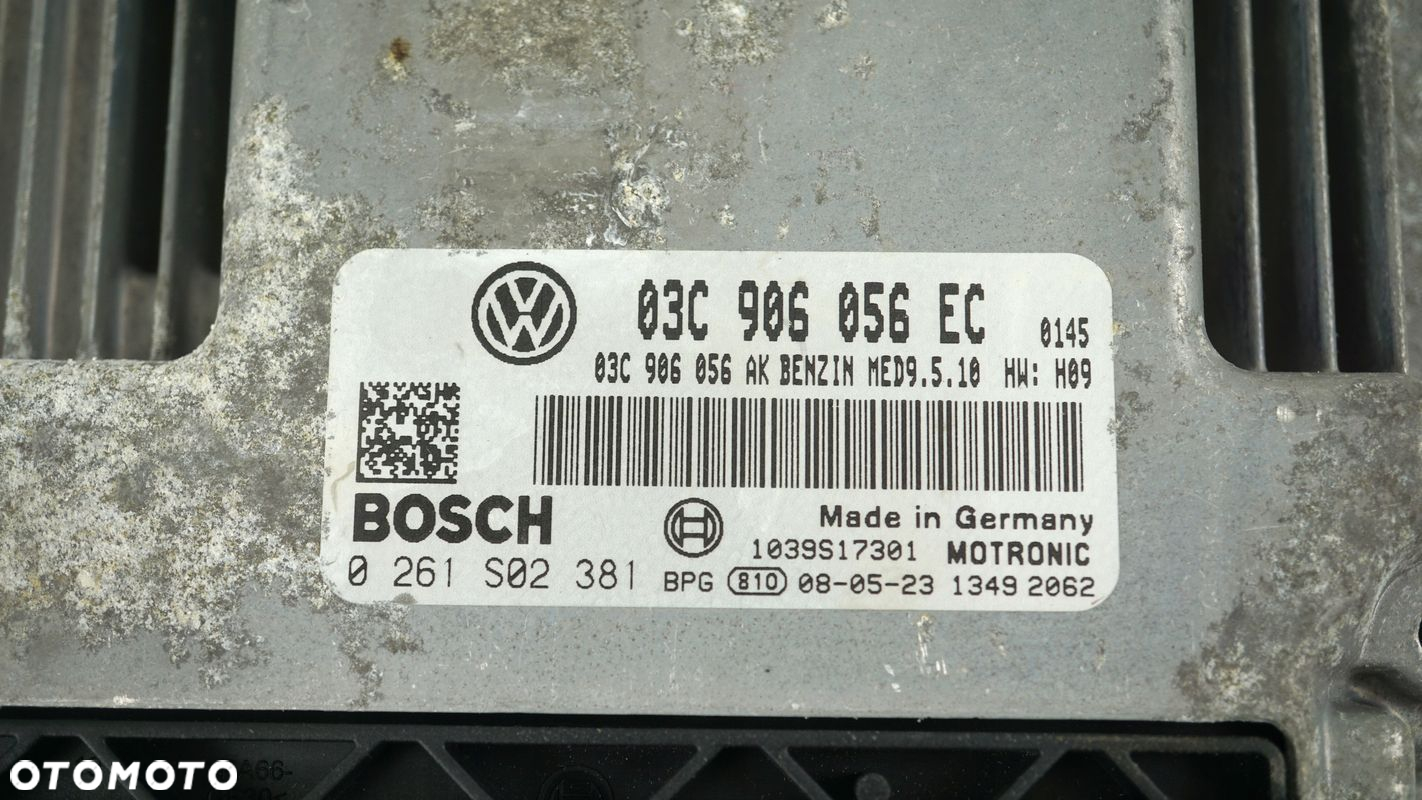 03C 906 056 EC 0145
03C 906 056 AK BENZIN MED9.5.10 HW: H09
BOSCH
Made in Germany
1039S17301 MOTRONIC
0 261 S02 381
BPG 810 08-05-23 1349 2062
OTOMOTO